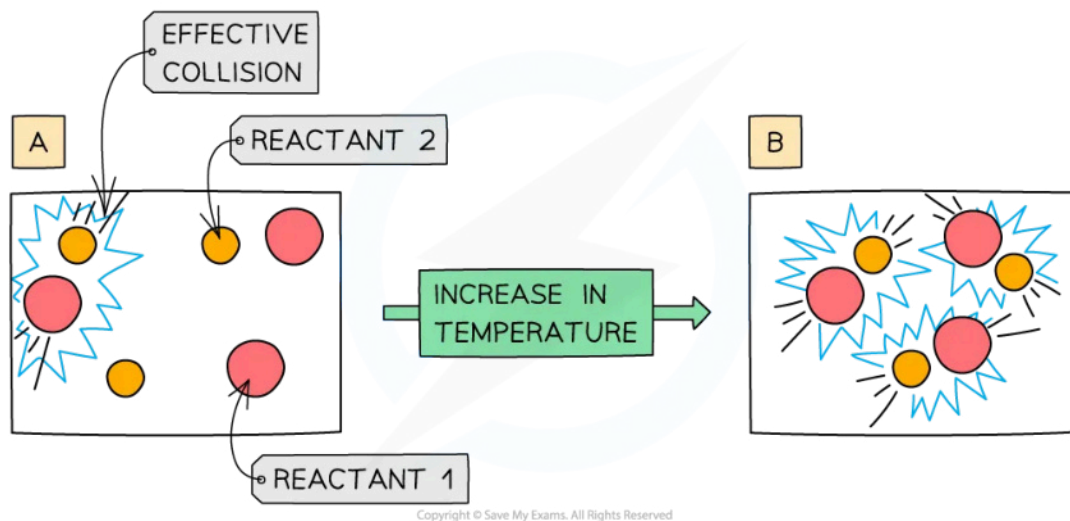 EFFECTIVE
COLLISION
A
REACTANT 2
B
INCREASE IN
TEMPERATURE
REACTANT 1
Copyright © Save My Exams. All Rights Reserved